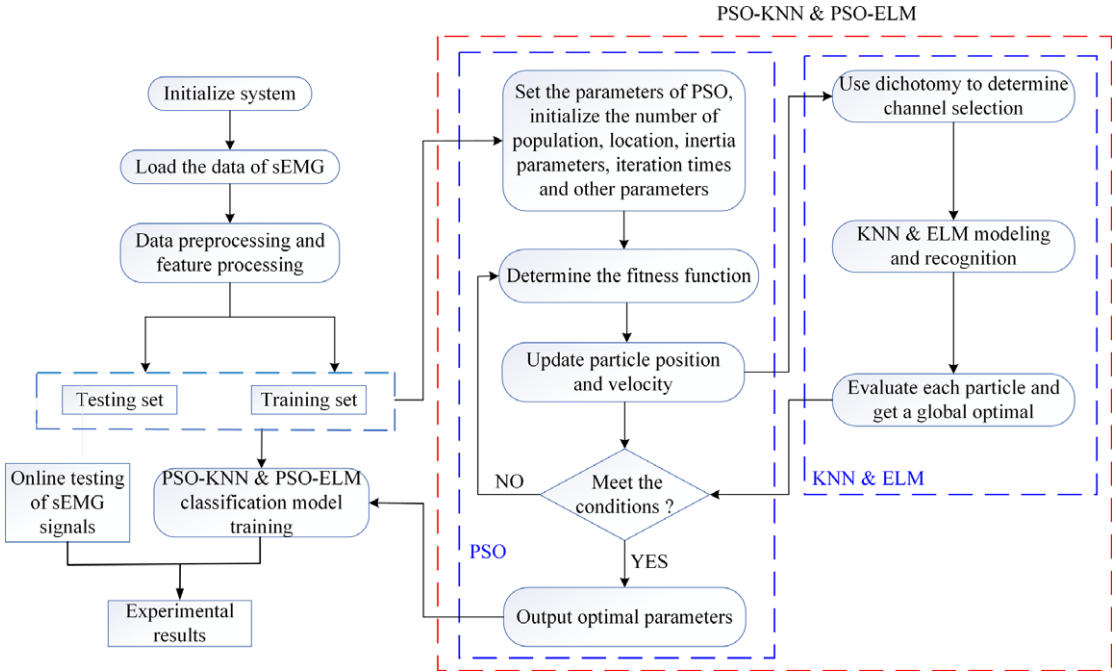 PSO-KNN & PSO-ELM
Initialize system
Load the data of sEMG
Data preprocessing and
feature processing
Testing set
Training set
Online testing
of sEMG
signals
PSO-KNN & PSO-ELM
classification model
training
Experimental
results
Set the parameters of PSO,
initialize the number of
population, location, inertia
parameters, iteration times
and other parameters
Determine the fitness function
Update particle position
and velocity
Meet the
conditions ?
NO
YES
PSO
Output optimal parameters
Use dichotomy to determine
channel selection
KNN & ELM modeling
and recognition
Evaluate each particle and
get a global optimal
KNN & ELM